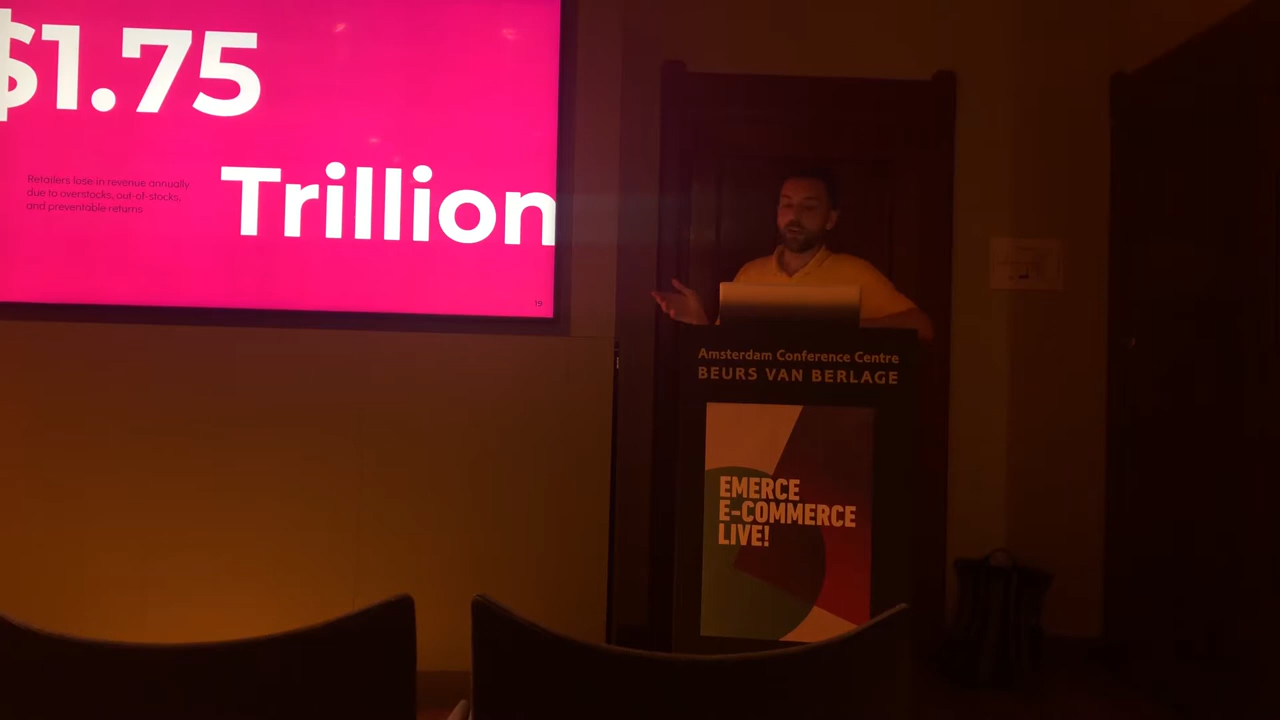 $1.75
Trillion
Retailers lose in revenue annually
due to overstocks, out-of-stocks,
and preventable returns
19
Amsterdam Conference Centre
BEURS VAN BERLAGE
EMERCE
E-COMMERCE
LIVE!